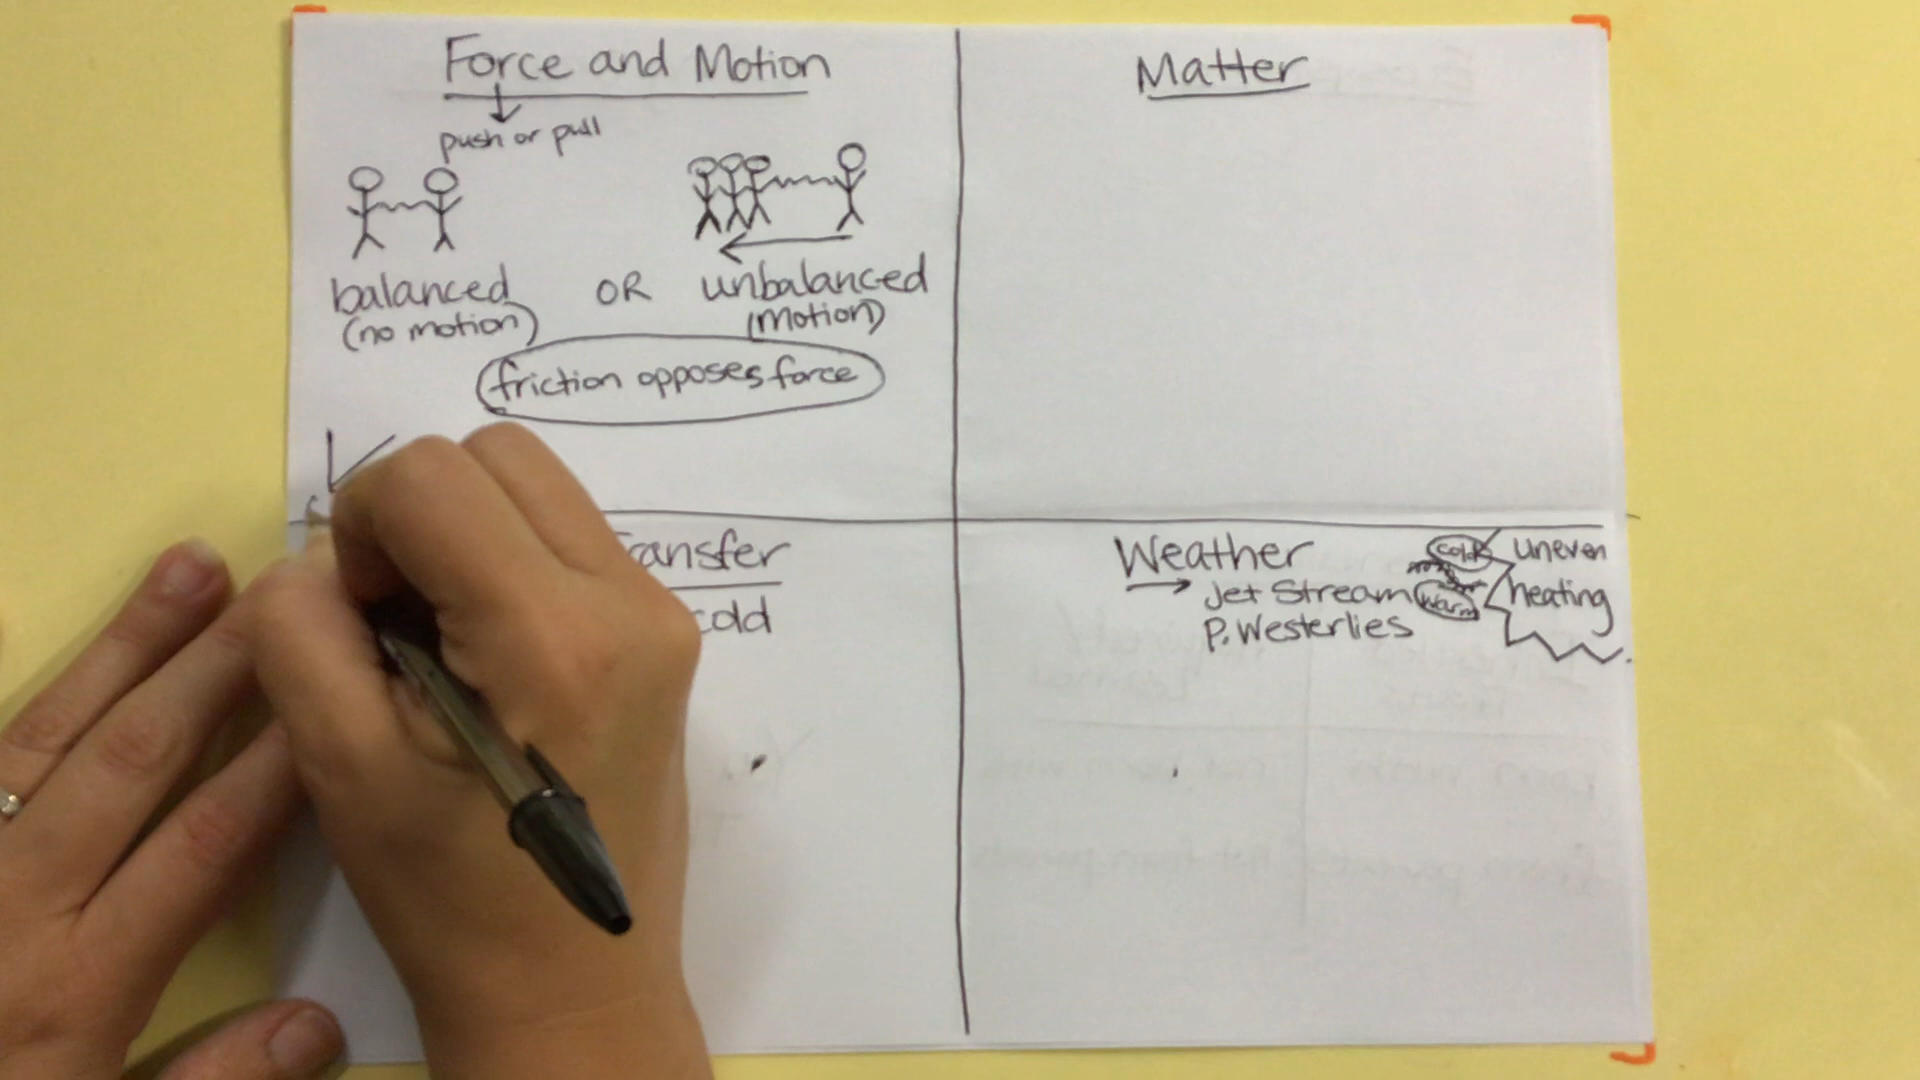 Force and Motion
push or pull
balanced OR unbalanced
(no motion) (motion)
friction opposes force
Matter
ansfer
cold
Weather
Jet Stream
P. Westerlies
cold
warm
uneven
heating